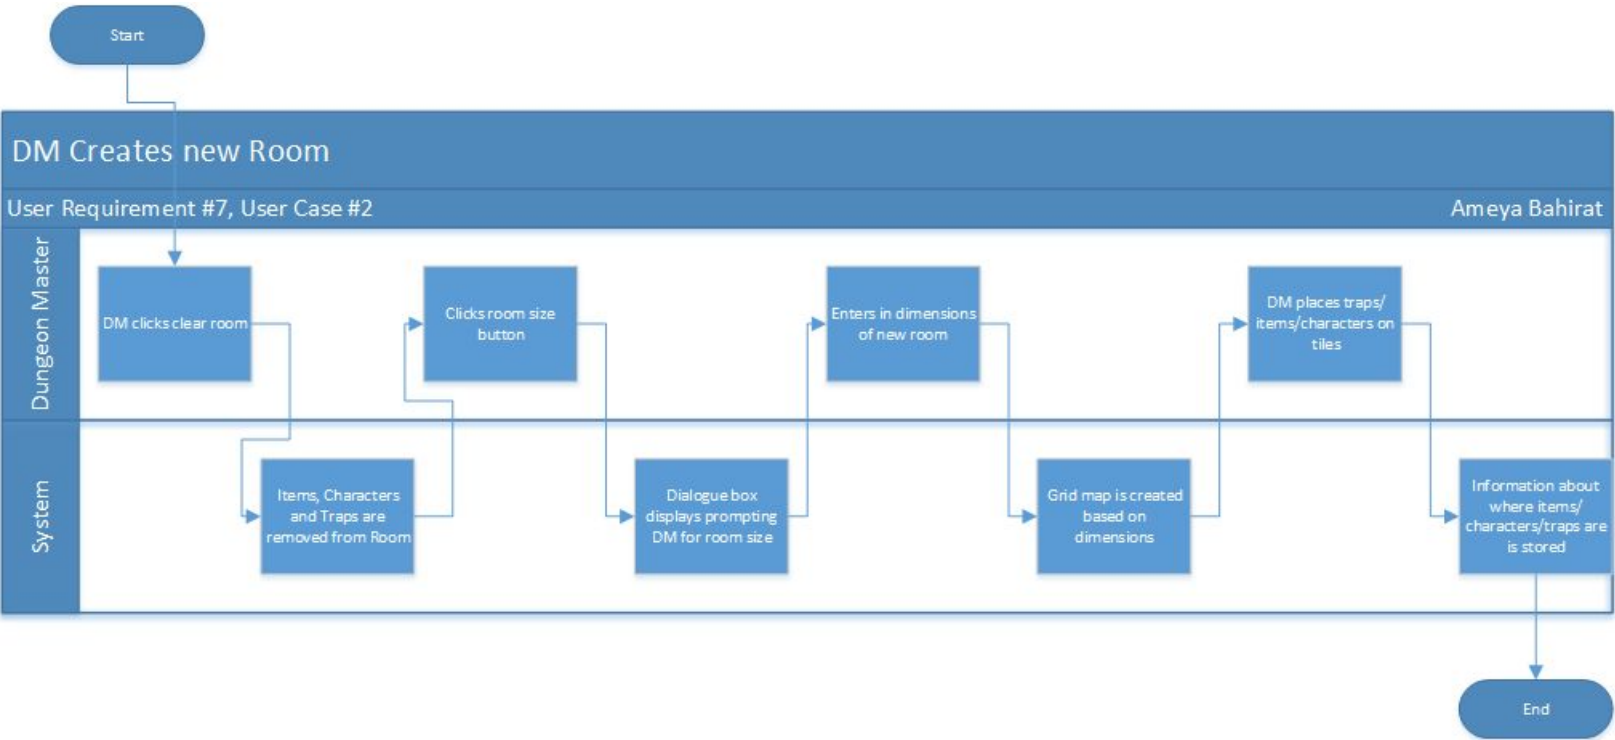 Start
DM Creates new Room
User Requirement #7, User Case #2
Ameya Bahirat
Dungeon Master
DM clicks clear room
Clicks room size
button
Enters in dimensions
of new room
DM places traps/
items/characters on
tiles
System
Items, Characters
and Traps are
removed from Room
Dialogue box
displays prompting
DM for room size
Grid map is created
based on
dimensions
Information about
where items/
characters/traps are
is stored
End